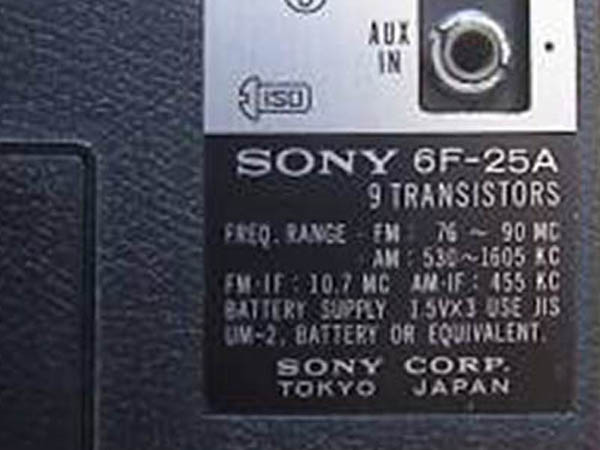 AUX
IN
ISO
SONY 6F-25A
9 TRANSISTORS
FREQ. RANGE FM : 76 ~ 90 MC
AM : 530~1605 KC
FM·IF : 10.7 MC AM·IF : 455 KC
BATTERY SUPPLY 1.5V×3 USE JIS
UM-2, BATTERY OR EQUIVALENT.
SONY CORP.
TOKYO JAPAN